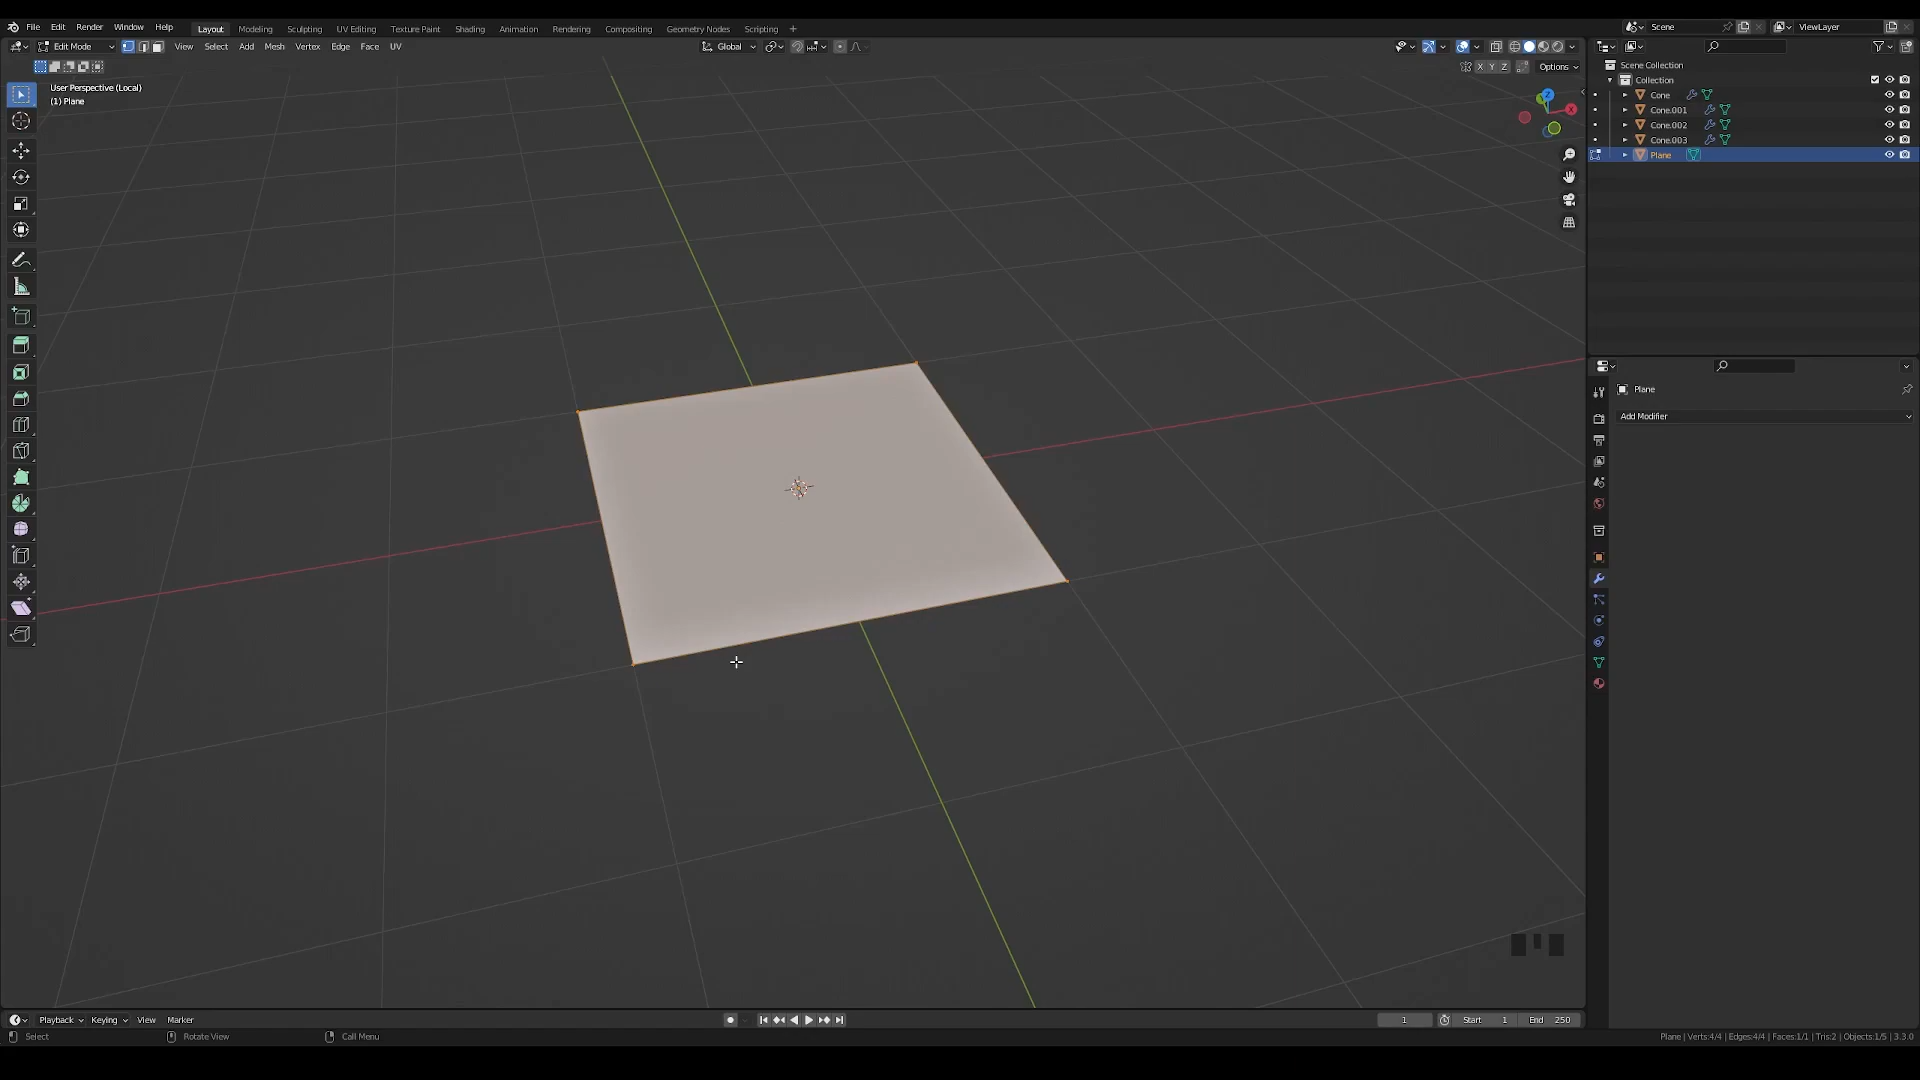 File Edit Render Window Help Layout Modeling Sculpting UV Editing Texture Paint Shading Animation Rendering Compositing Geometry Nodes Scripting + Scene ViewLayer
Edit Mode View Select Add Mesh Vertex Edge Face UV Global
X Y Z Options
User Perspective (Local)
(1) Plane
Z
X
Scene Collection
Collection
Cone
Cone.001
Cone.002
Cone.003
Plane
Plane
Add Modifier
Playback Keying View Marker 1 Start 1 End 250
Select Rotate View Call Menu Plane | Verts:4/4 | Edges:4/4 | Faces:1/1 | Tris:2 | Objects:1/5 | 3.3.0